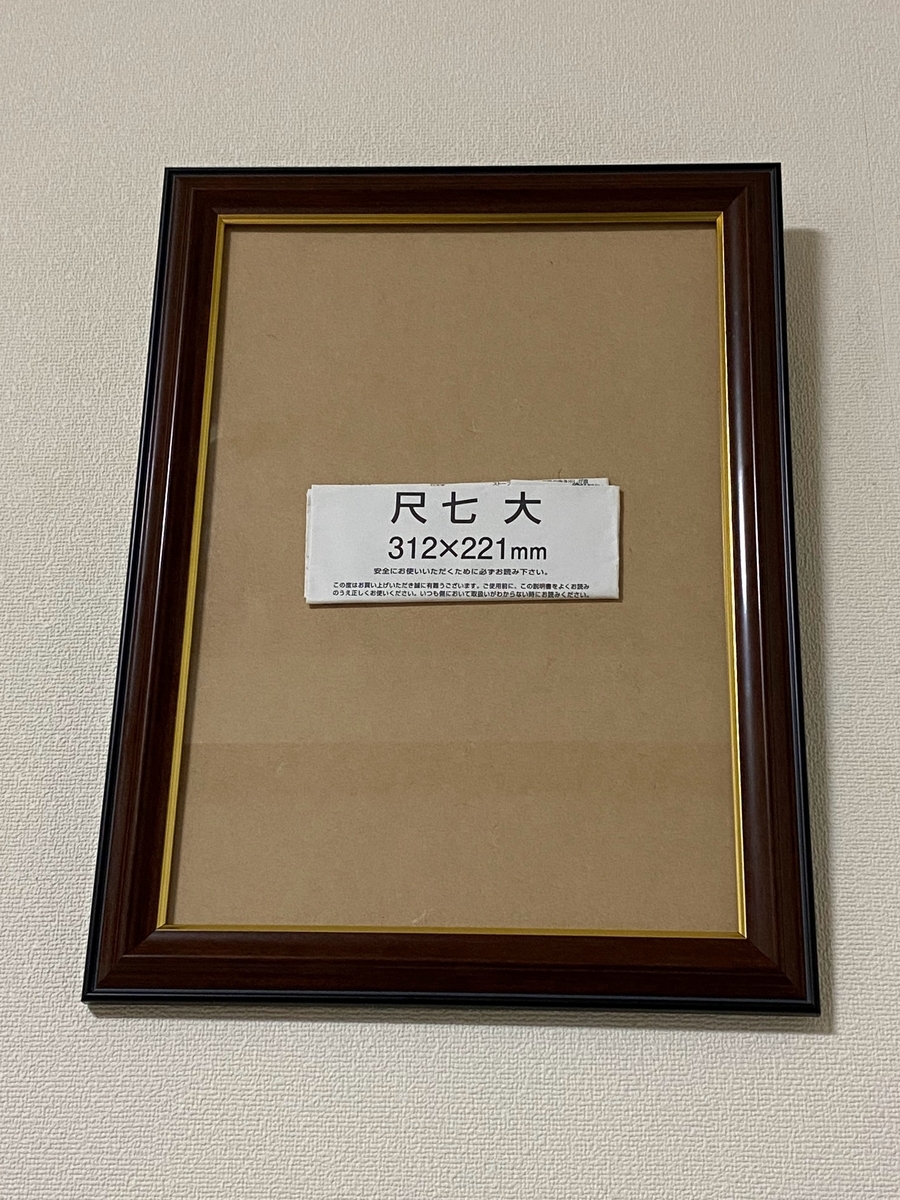 尺七 大
312×221mm
安全にお使いいただくために必ずお読み下さい。
この度はお買い上げいただき誠に有難うございます。ご使用前に、この説明書をよくお読み
のうえ正しくお使いください。いつも側において取扱いがわからない時にお読みください。